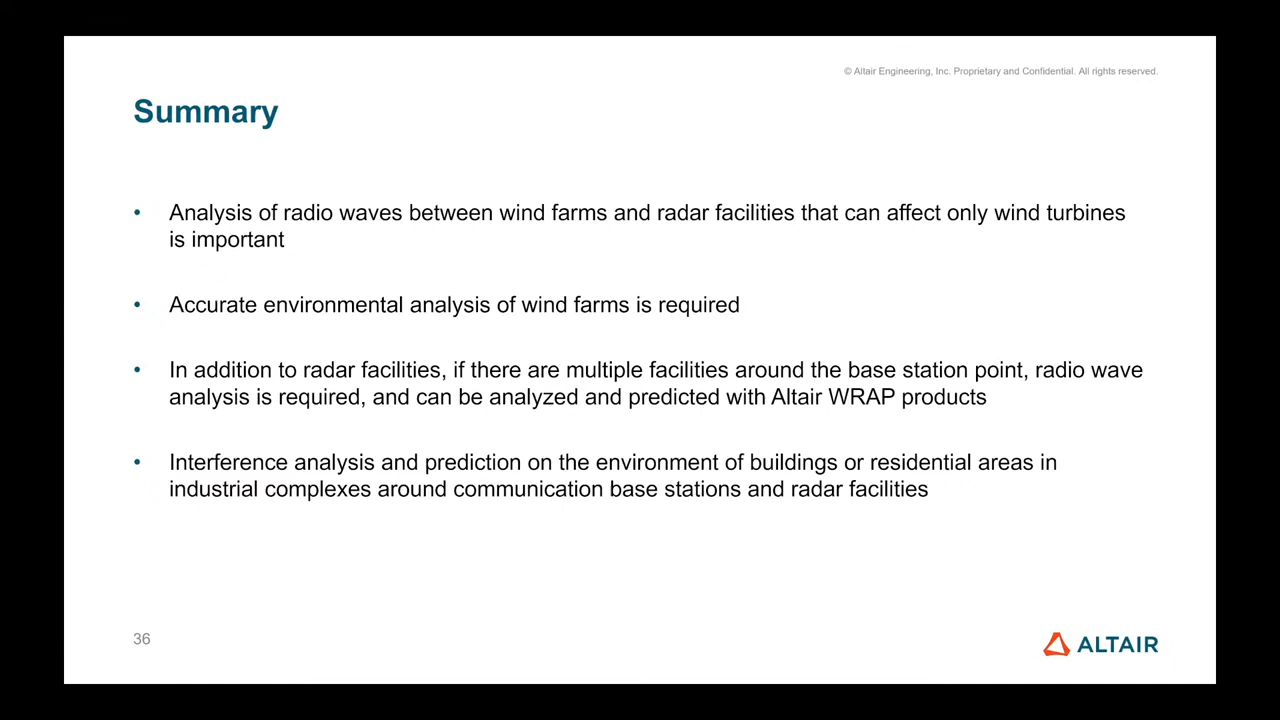 © Altair Engineering, Inc. Proprietary and Confidential. All rights reserved.
Summary
• Analysis of radio waves between wind farms and radar facilities that can affect only wind turbines
is important
• Accurate environmental analysis of wind farms is required
• In addition to radar facilities, if there are multiple facilities around the base station point, radio wave
analysis is required, and can be analyzed and predicted with Altair WRAP products
• Interference analysis and prediction on the environment of buildings or residential areas in
industrial complexes around communication base stations and radar facilities
36
ALTAIR